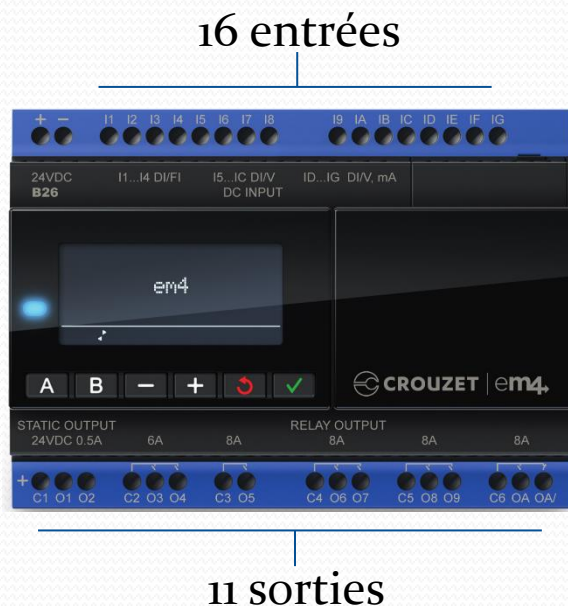 16 entrées
+ − I1 I2 I3 I4 I5 I6 I7 I8 I9 IA IB IC ID IE IF IG
24VDC I1...I4 DI/FI I5...IC DI/V ID...IG DI/V, mA
B26 DC INPUT
em4
A B − +
CROUZET | em4
STATIC OUTPUT RELAY OUTPUT
24VDC 0.5A 6A 8A 8A 8A 8A
+
C1 O1 O2 C2 O3 O4 C3 O5 C4 O6 O7 C5 O8 O9 C6 OA OA/
11 sorties